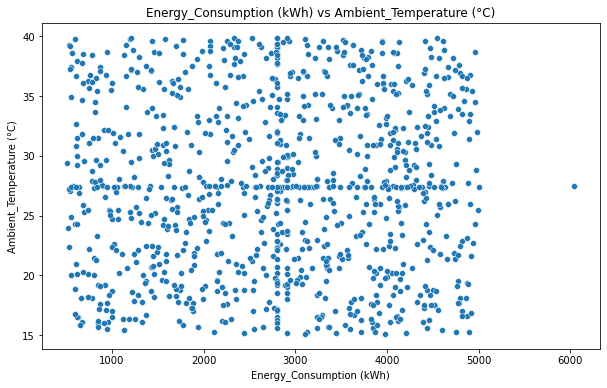 Energy_Consumption (kWh) vs Ambient_Temperature (°C)
40
35
30
25
20
15
Ambient_Temperature (°C)
1000 2000 3000 4000 5000 6000
Energy_Consumption (kWh)